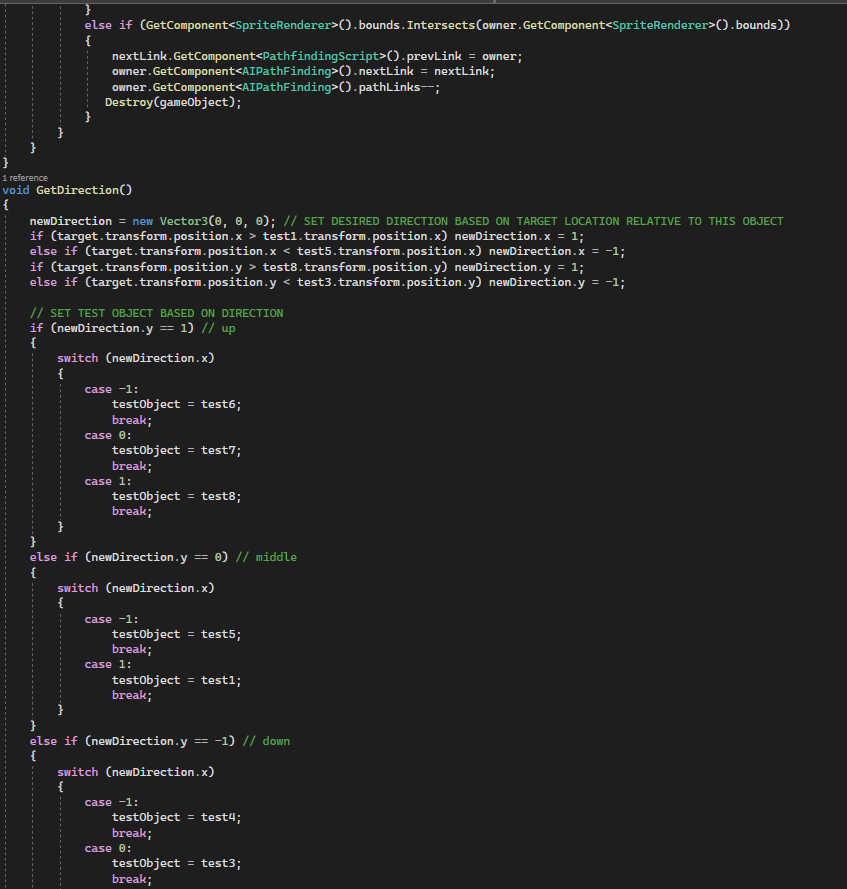 }
else if (GetComponent<SpriteRenderer>().bounds.Intersects(owner.GetComponent<SpriteRenderer>().bounds))
{
nextLink.GetComponent<PathfindingScript>().prevLink = owner;
owner.GetComponent<AIPathFinding>().nextLink = nextLink;
owner.GetComponent<AIPathFinding>().pathLinks--;
Destroy(gameObject);
}
}
}
}
1 reference
void GetDirection()
{
newDirection = new Vector3(0, 0, 0); // SET DESIRED DIRECTION BASED ON TARGET LOCATION RELATIVE TO THIS OBJECT
if (target.transform.position.x > test1.transform.position.x) newDirection.x = 1;
else if (target.transform.position.x < test5.transform.position.x) newDirection.x = -1;
if (target.transform.position.y > test8.transform.position.y) newDirection.y = 1;
else if (target.transform.position.y < test3.transform.position.y) newDirection.y = -1;
// SET TEST OBJECT BASED ON DIRECTION
if (newDirection.y == 1) // up
{
switch (newDirection.x)
{
case -1:
testObject = test6;
break;
case 0:
testObject = test7;
break;
case 1:
testObject = test8;
break;
}
}
else if (newDirection.y == 0) // middle
{
switch (newDirection.x)
{
case -1:
testObject = test5;
break;
case 1:
testObject = test1;
break;
}
}
else if (newDirection.y == -1) // down
{
switch (newDirection.x)
{
case -1:
testObject = test4;
break;
case 0:
testObject = test3;
break;